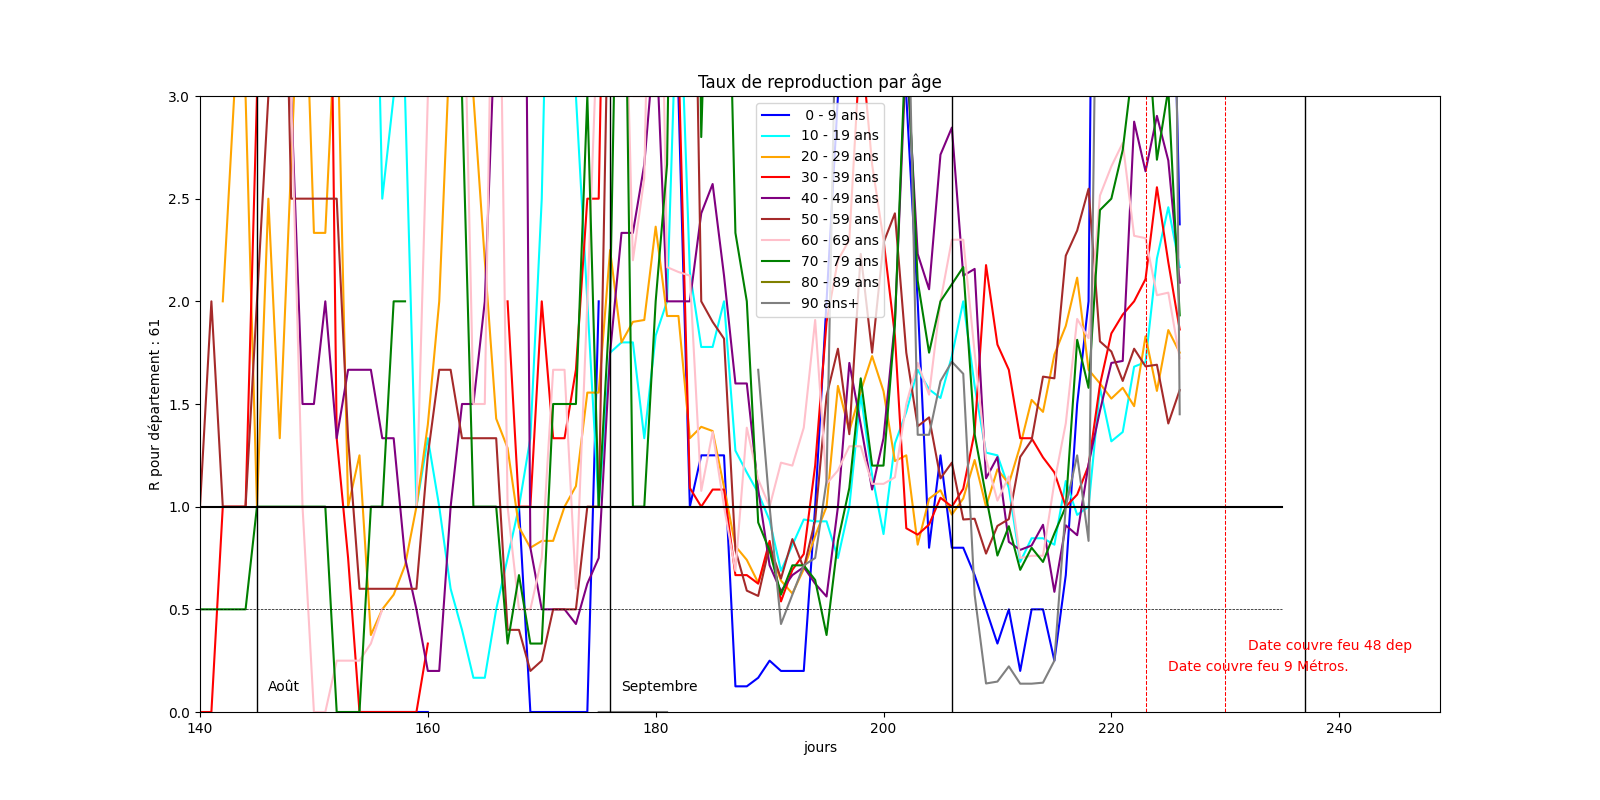 Taux de reproduction par âge
3.0
2.5
2.0
1.5
1.0
0.5
0.0
R pour département : 61
0 - 9 ans
10 - 19 ans
20 - 29 ans
30 - 39 ans
40 - 49 ans
50 - 59 ans
60 - 69 ans
70 - 79 ans
80 - 89 ans
90 ans+
Date couvre feu 48 dep
Date couvre feu 9 Métros.
Août
Septembre
140
160
180
200
220
240
jours